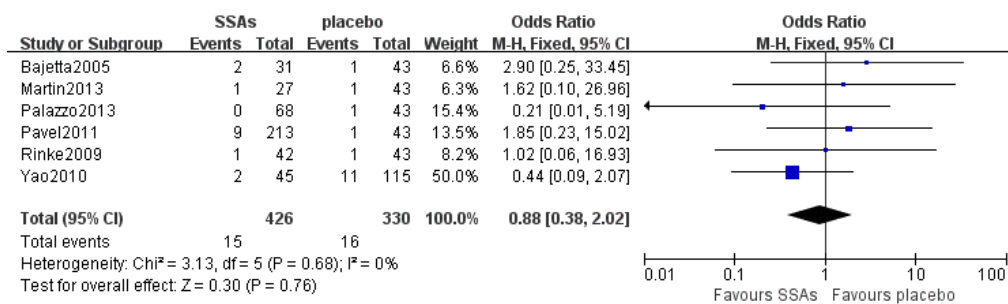 SSAs placebo Odds Ratio Odds Ratio
Study or Subgroup Events Total Events Total Weight M-H, Fixed, 95% CI M-H, Fixed, 95% CI
Bajetta2005 2 31 1 43 6.6% 2.90 [0.25, 33.45]
Martin2013 1 27 1 43 6.3% 1.62 [0.10, 26.96]
Palazzo2013 0 68 1 43 15.4% 0.21 [0.01, 5.19]
Pavel2011 9 213 1 43 13.5% 1.85 [0.23, 15.02]
Rinke2009 1 42 1 43 8.2% 1.02 [0.06, 16.93]
Yao2010 2 45 11 115 50.0% 0.44 [0.09, 2.07]
Total (95% CI) 426 330 100.0% 0.88 [0.38, 2.02]
Total events 15 16
Heterogeneity: Chi² = 3.13, df = 5 (P = 0.68); I² = 0%
Test for overall effect: Z = 0.30 (P = 0.76)
0.01 0.1 1 10 100
Favours SSAs Favours placebo